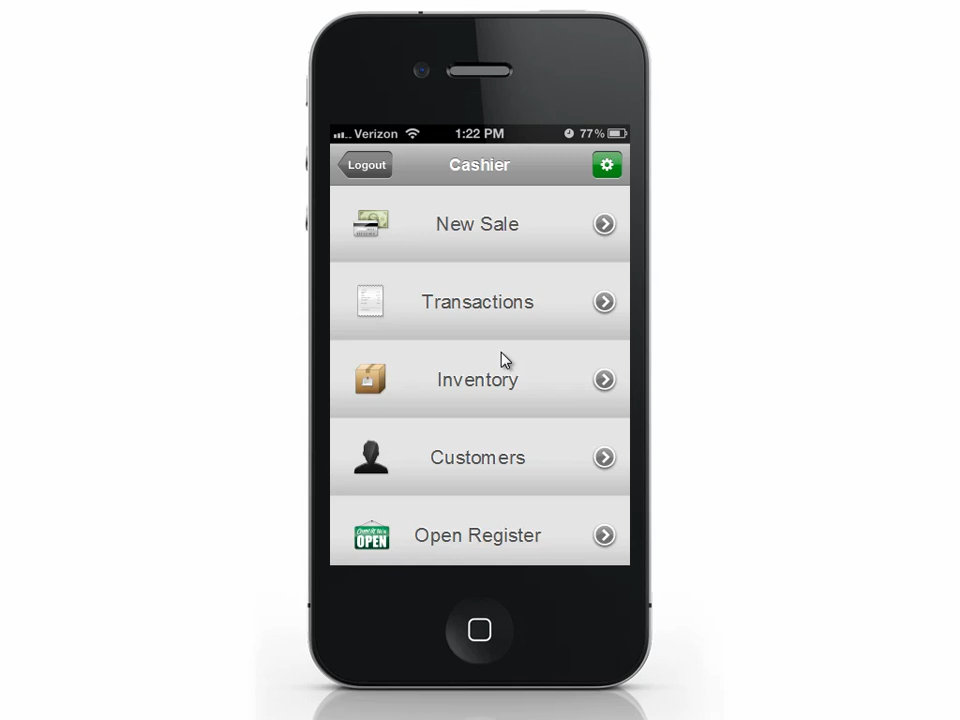 Verizon 1:22 PM 77%
Logout Cashier
New Sale
Transactions
Inventory
Customers
OPEN Open Register